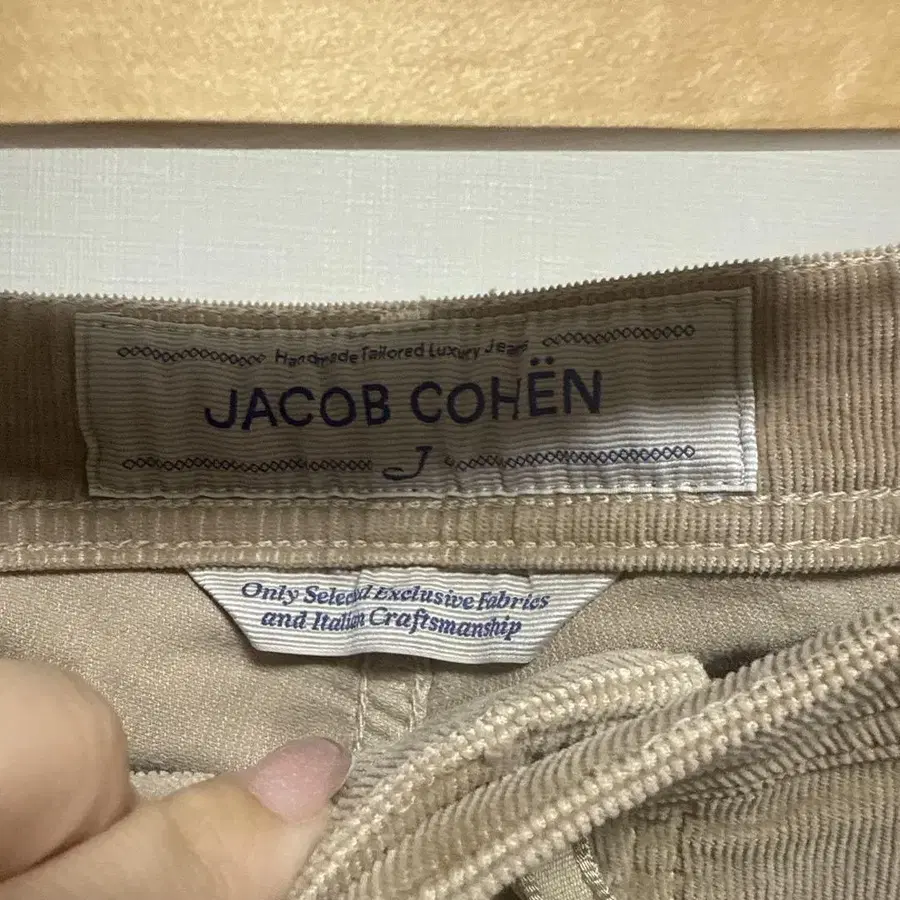 Handmade Tailored Luxury Jeans
JACOB COHËN
J
Only Selected Exclusive Fabrics
and Italian Craftsmanship